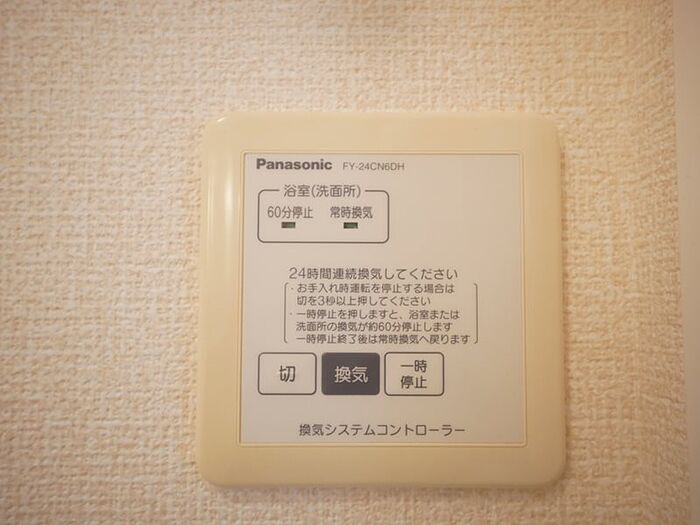 Panasonic FY-24CN6DH
浴室(洗面所)
60分停止 常時換気
24時間連続換気してください
・お手入れ時運転を停止する場合は
切を3秒以上押してください
・一時停止を押しますと、浴室または
洗面所の換気が約60分停止します
一時停止終了後は常時換気へ戻ります
切 換気 一時
停止
換気システムコントローラー